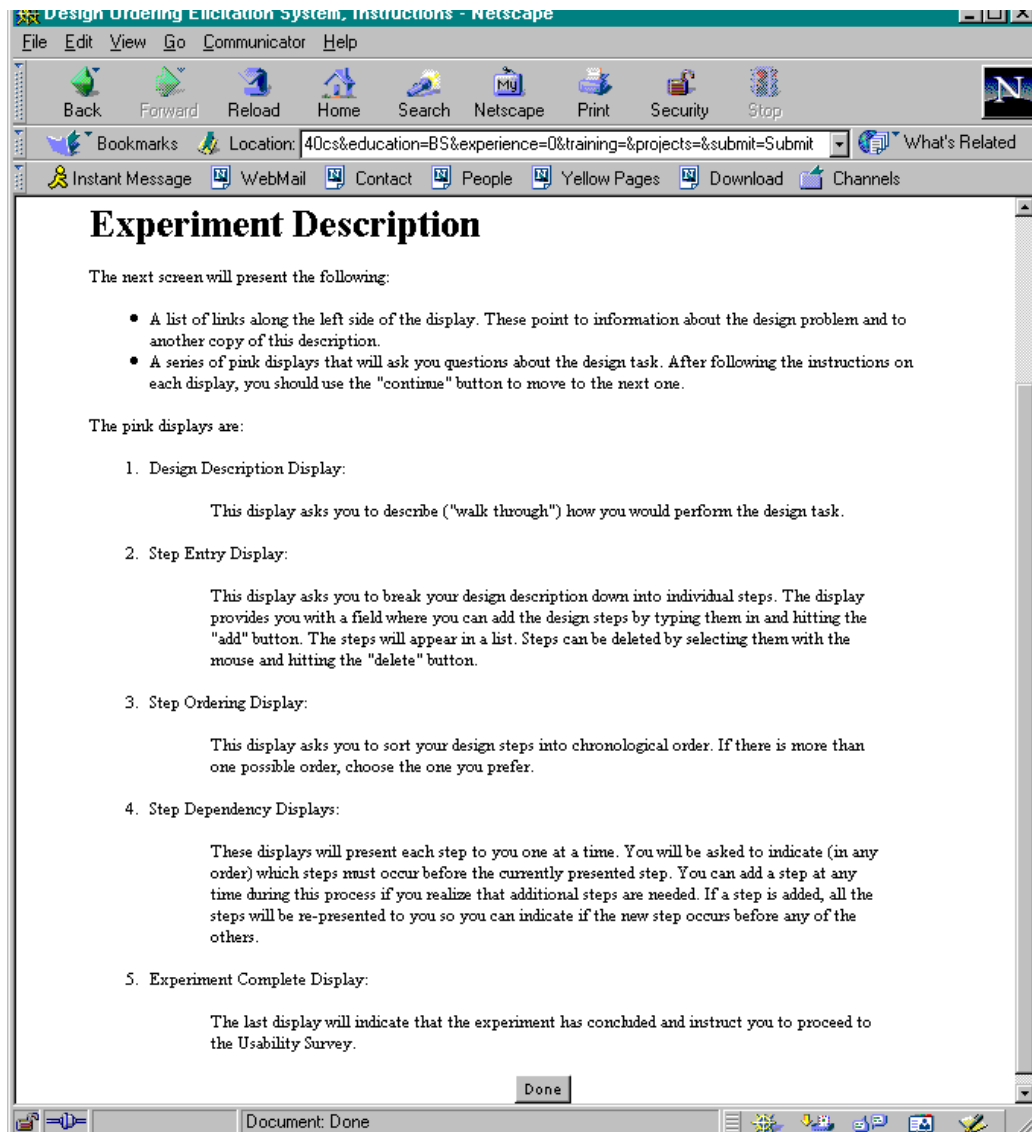 Design Ordering Elicitation System, Instructions - Netscape
File Edit View Go Communicator Help
My
N
Back Forward Reload Home Search Netscape Print Security Stop
Bookmarks Location: 40cs&education=BS&experience=0&training=&projects=&submit=Submit What's Related
Instant Message WebMail Contact People Yellow Pages Download Channels
Experiment Description
The next screen will present the following:
• A list of links along the left side of the display. These point to information about the design problem and to
another copy of this description.
• A series of pink displays that will ask you questions about the design task. After following the instructions on
each display, you should use the "continue" button to move to the next one.
The pink displays are:
1. Design Description Display:
This display asks you to describe ("walk through") how you would perform the design task.
2. Step Entry Display:
This display asks you to break your design description down into individual steps. The display
provides you with a field where you can add the design steps by typing them in and hitting the
"add" button. The steps will appear in a list. Steps can be deleted by selecting them with the
mouse and hitting the "delete" button.
3. Step Ordering Display:
This display asks you to sort your design steps into chronological order. If there is more than
one possible order, choose the one you prefer.
4. Step Dependency Displays:
These displays will present each step to you one at a time. You will be asked to indicate (in any
order) which steps must occur before the currently presented step. You can add a step at any
time during this process if you realize that additional steps are needed. If a step is added, all the
steps will be re-presented to you so you can indicate if the new step occurs before any of the
others.
5. Experiment Complete Display:
The last display will indicate that the experiment has concluded and instruct you to proceed to
the Usability Survey.
Done
Document: Done